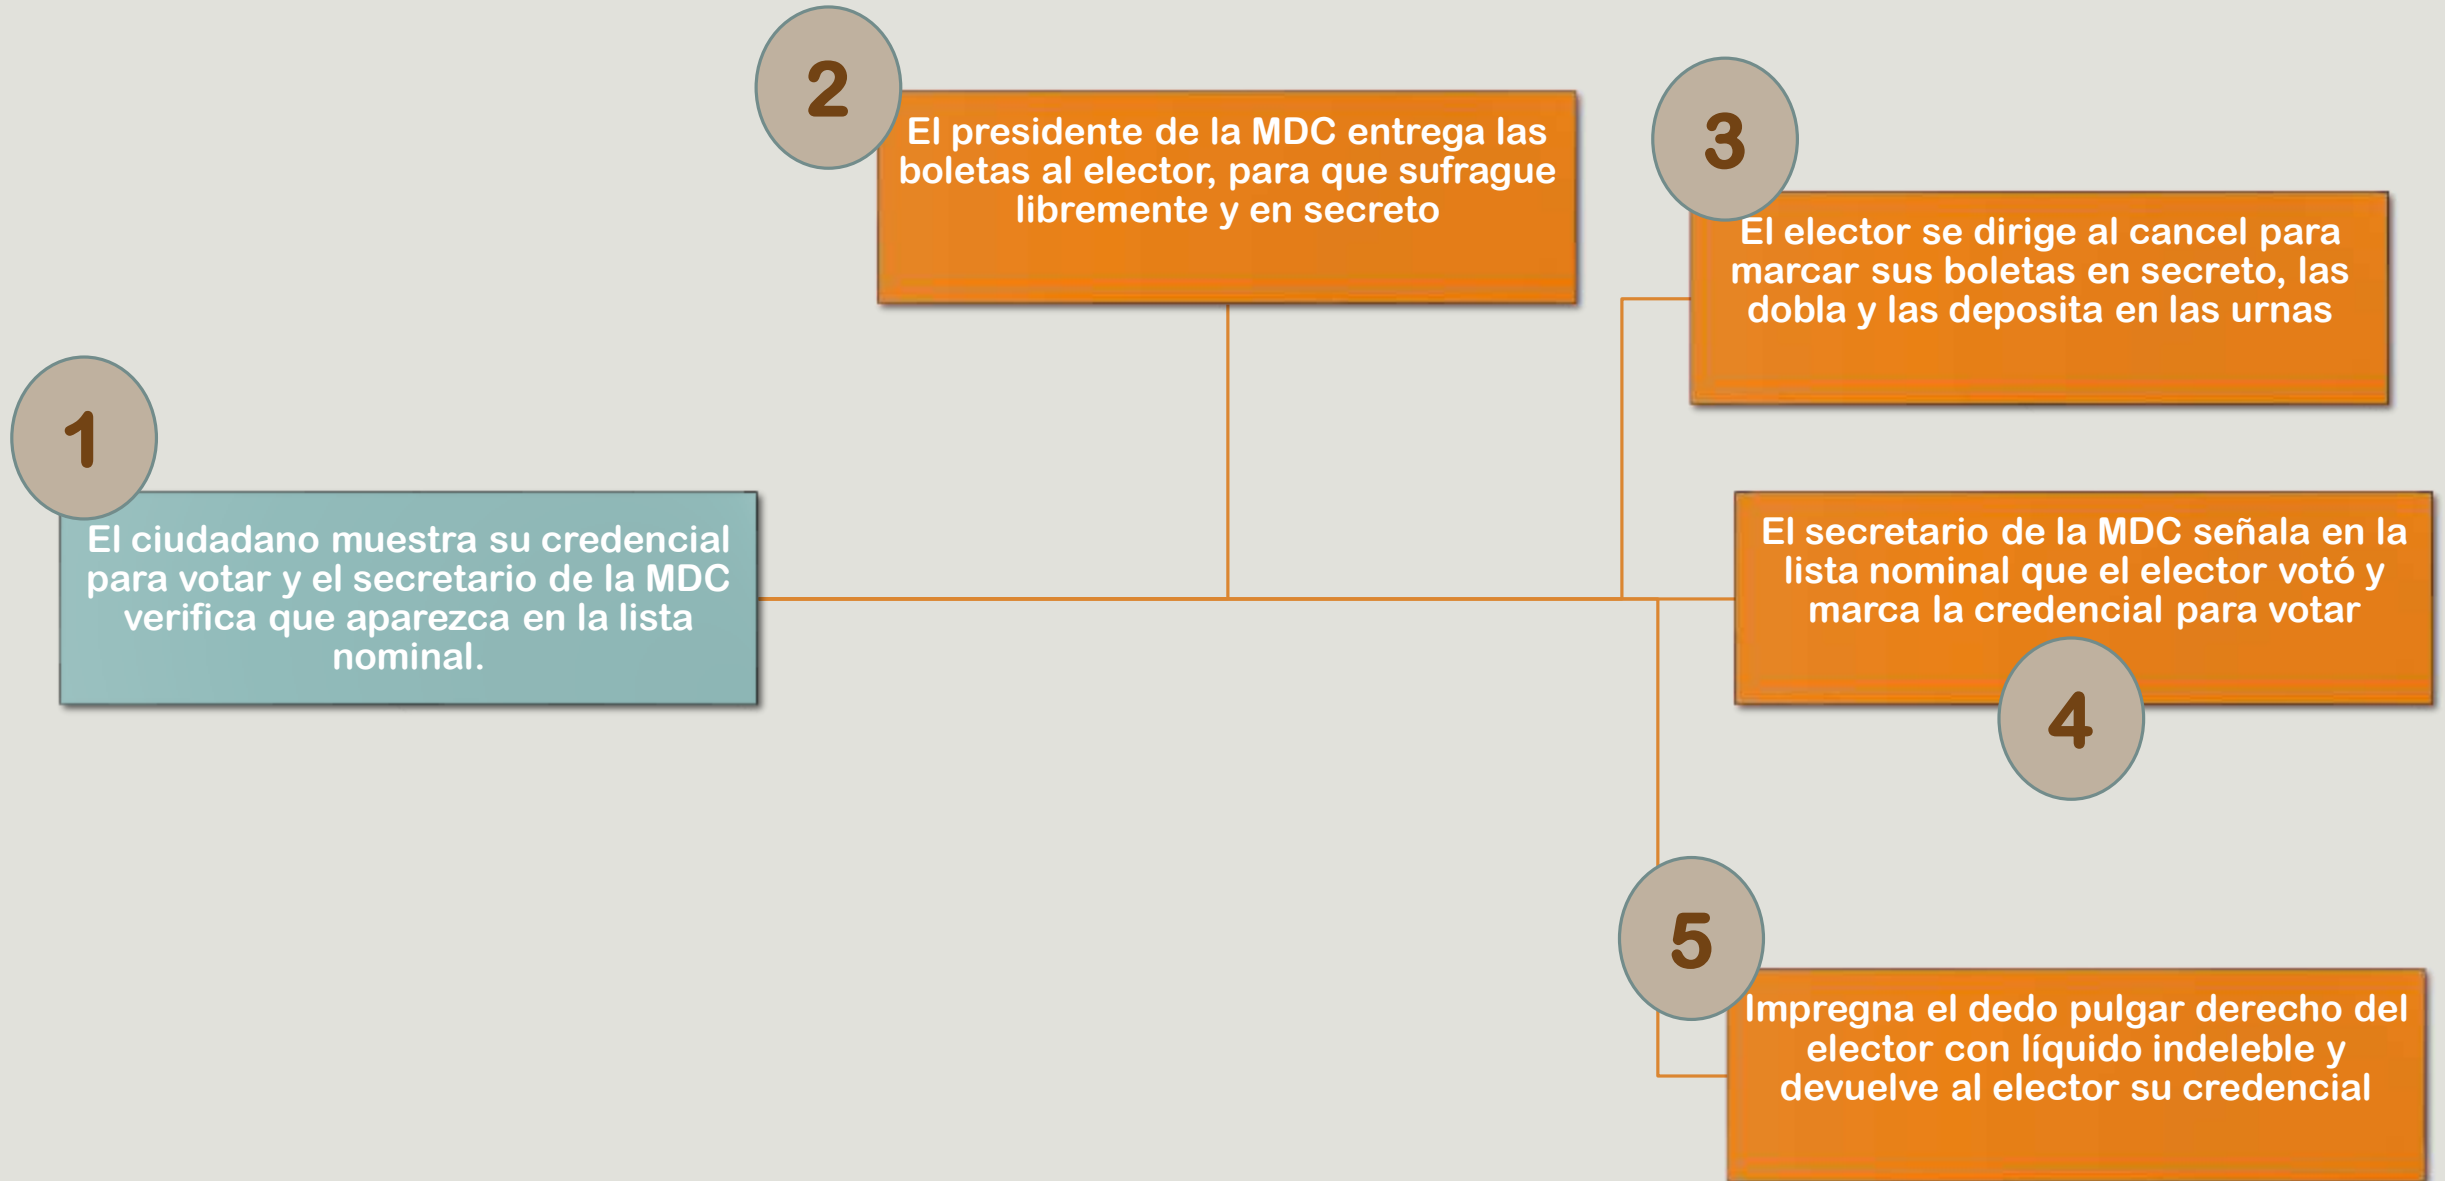 1
El ciudadano muestra su credencial
para votar y el secretario de la MDC
verifica que aparezca en la lista
nominal.
2
El presidente de la MDC entrega las
boletas al elector, para que sufrague
libremente y en secreto
3
El elector se dirige al cancel para
marcar sus boletas en secreto, las
dobla y las deposita en las urnas
El secretario de la MDC señala en la
lista nominal que el elector votó y
marca la credencial para votar
4
5
Impregna el dedo pulgar derecho del
elector con líquido indeleble y
devuelve al elector su credencial